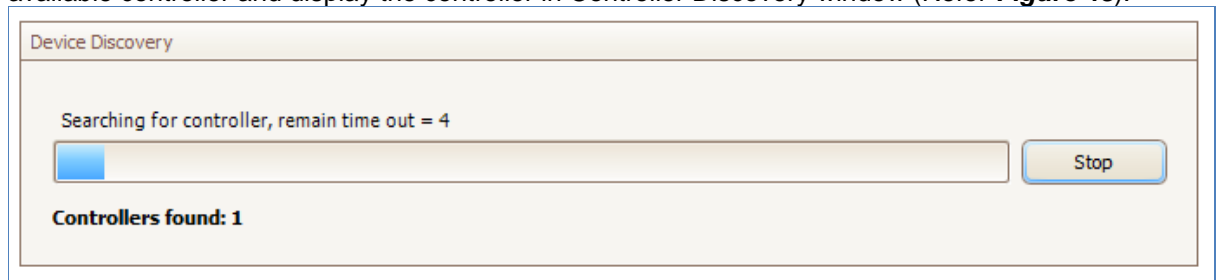 available controller and display the controller in Controller Discovery window (Refer Figure 13).
Device Discovery
Searching for controller, remain time out = 4
Stop
Controllers found: 1